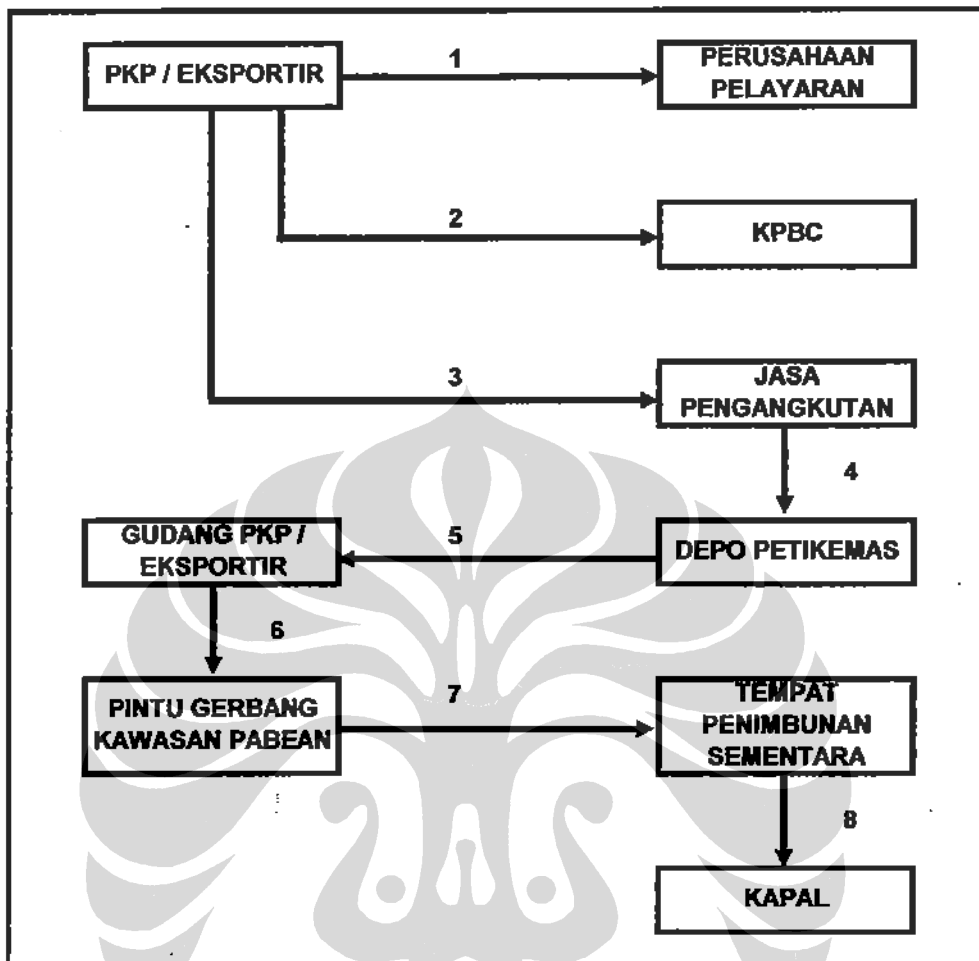 PKP / EKSPORTIR
1
PERUSAHAAN
PELAYARAN
2
KPBC
3
JASA
PENGANGKUTAN
4
GUDANG PKP /
EKSPORTIR
5
DEPO PETIKEMAS
6
PINTU GERBANG
KAWASAN PABEAN
7
TEMPAT
PENIMBUNAN
SEMENTARA
8
KAPAL